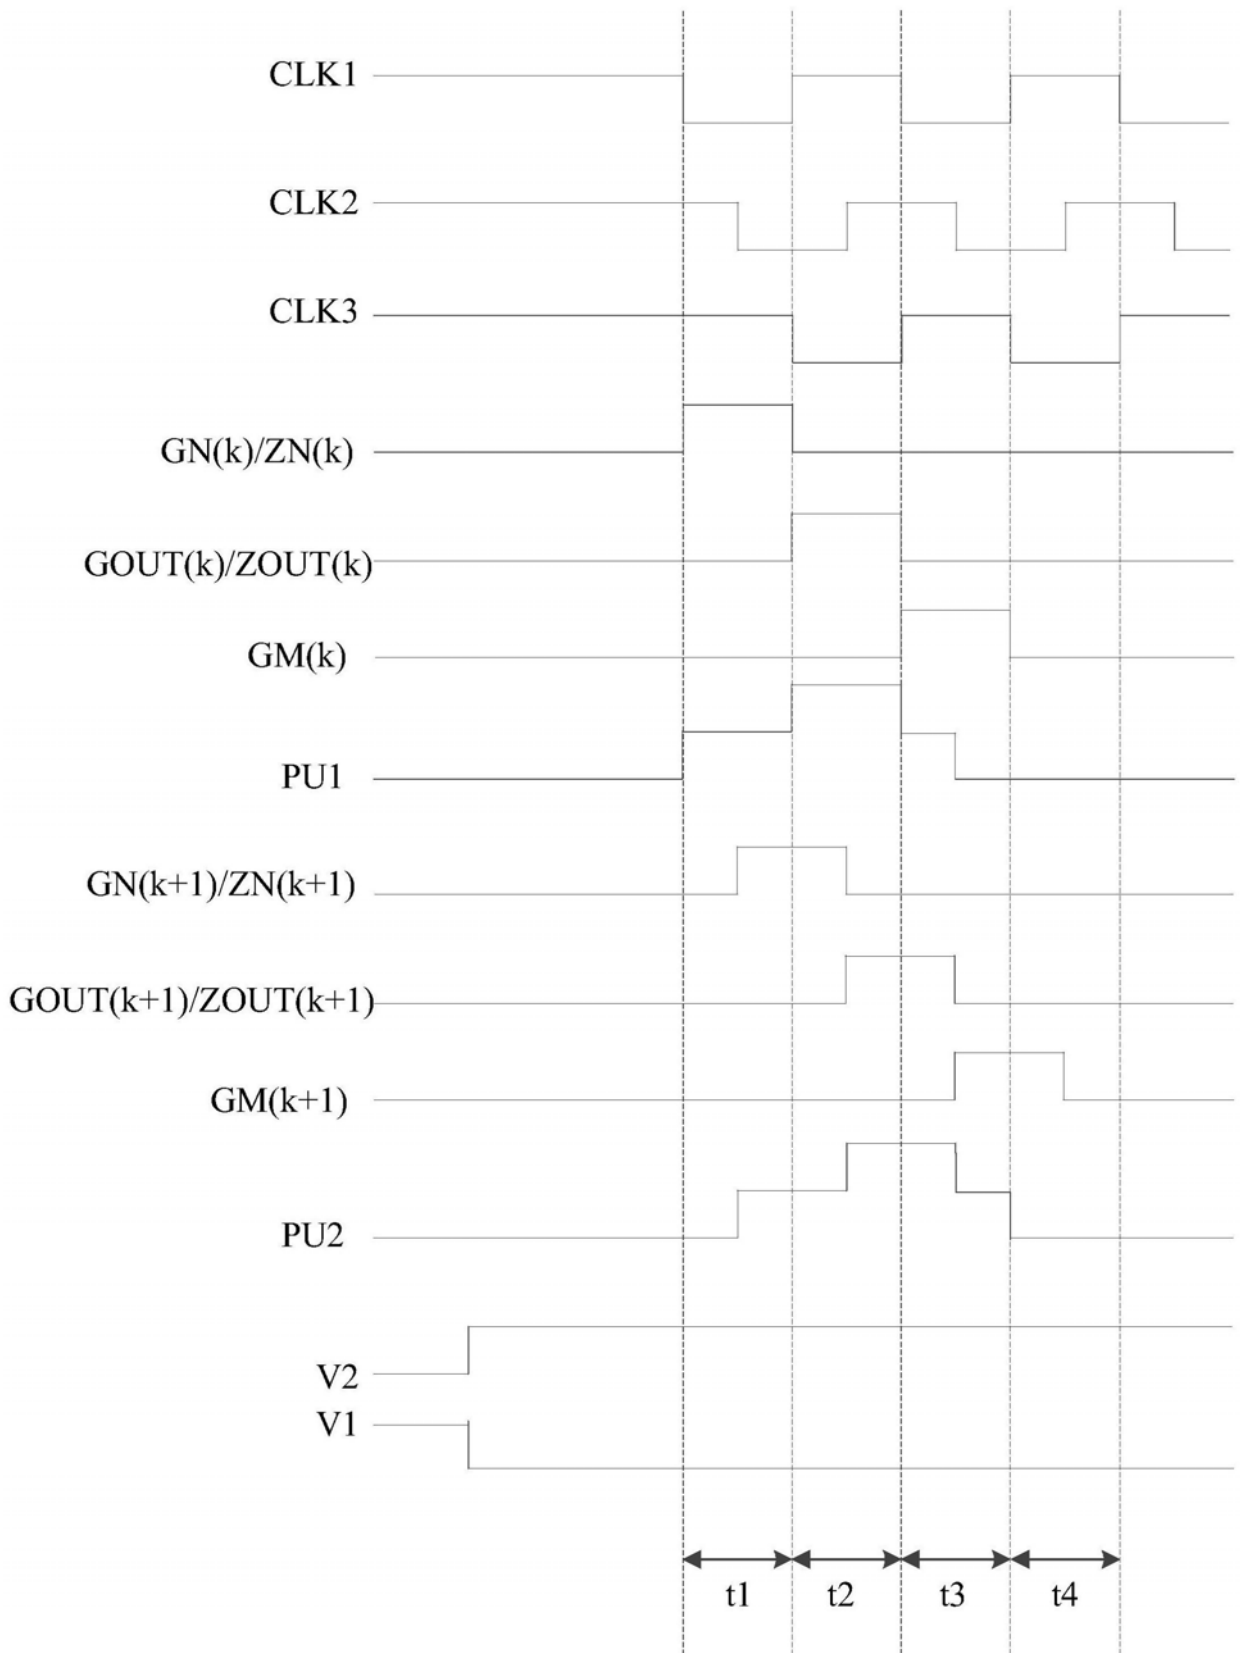 CLK1
CLK2
CLK3
GN(k)/ZN(k)
GOUT(k)/ZOUT(k)
GM(k)
PU1
GN(k+1)/ZN(k+1)
GOUT(k+1)/ZOUT(k+1)
GM(k+1)
PU2
V2
V1
t1 t2 t3 t4